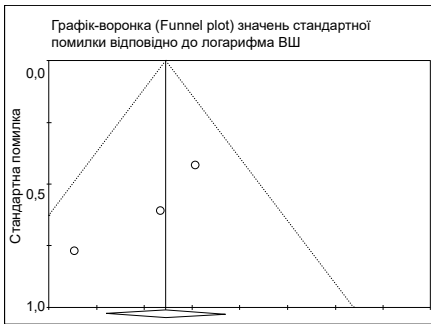 Графік-воронка (Funnel plot) значень стандартної
помилки відповідно до логарифма ВШ
0,0
Стандартна помилка
0,5
1,0